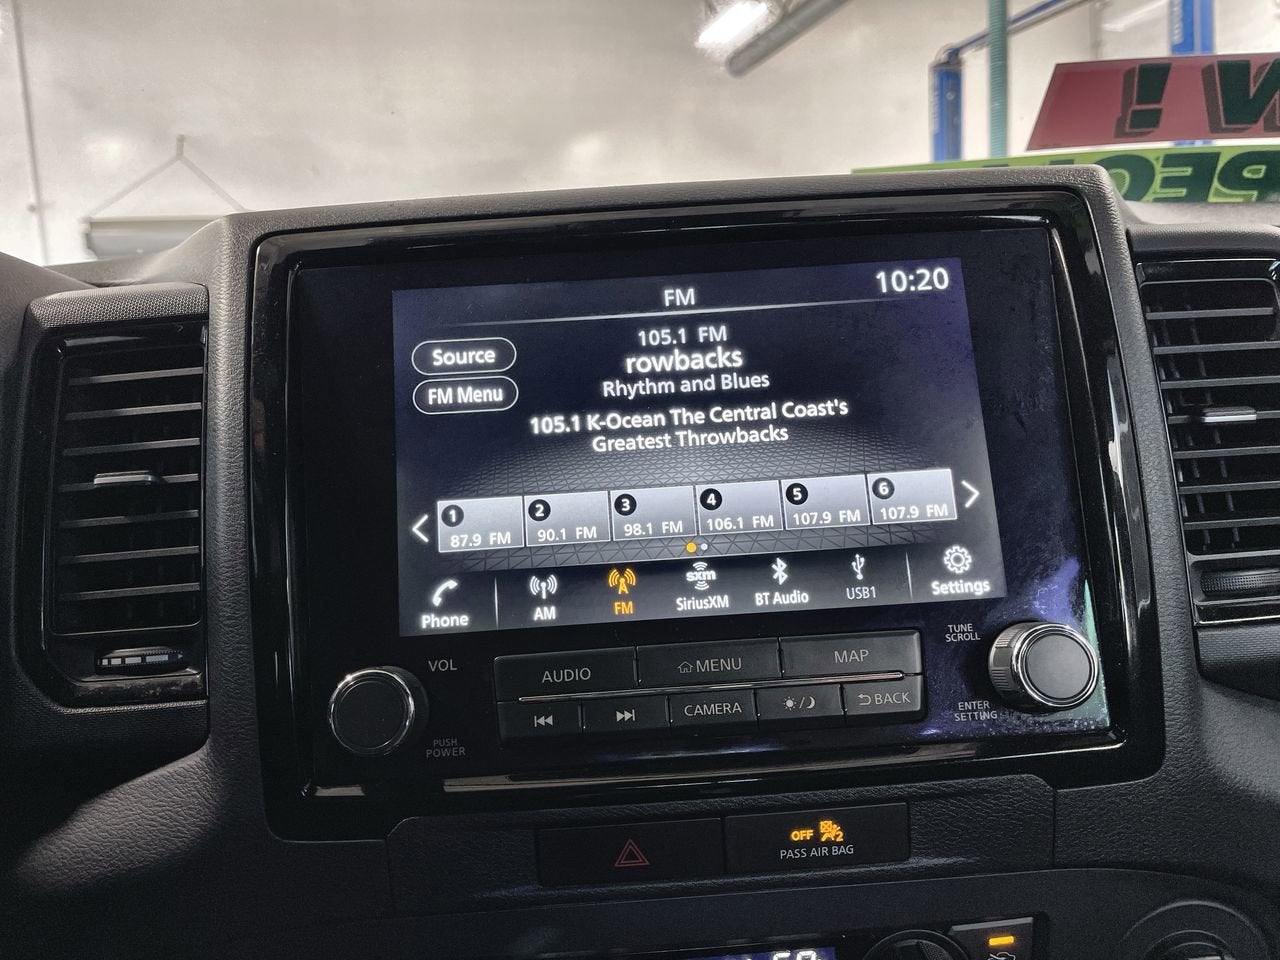 10:20
FM
105.1 FM
Source
rowbacks
Rhythm and Blues
FM Menu
105.1 K-Ocean The Central Coast's
Greatest Throwbacks
1 2 3 4 5 6
87.9 FM 90.1 FM 98.1 FM 106.1 FM 107.9 FM 107.9 FM
Phone AM FM sxm SiriusXM BT Audio USB1 Settings
VOL AUDIO MENU MAP TUNE SCROLL
CAMERA BACK ENTER SETTING
PUSH POWER
OFF 2
PASS AIR BAG